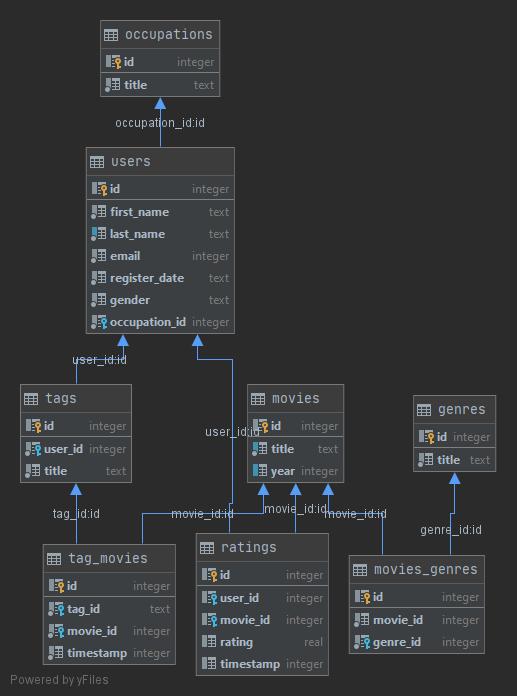 occupations
id integer
title text
occupation_id:id
users
id integer
first_name text
last_name text
email integer
register_date text
gender text
occupation_id integer
user_id:id
tags
id integer
user_id integer
title text
movies
id integer
title text
year integer
genres
id integer
title text
user_id:id
tag_id:id
movie_id:id
movie_id:id
movie_id:id
genre_id:id
tag_movies
id integer
tag_id text
movie_id integer
timestamp integer
ratings
id integer
user_id integer
movie_id integer
rating real
timestamp integer
movies_genres
id integer
movie_id integer
genre_id integer
Powered by yFiles